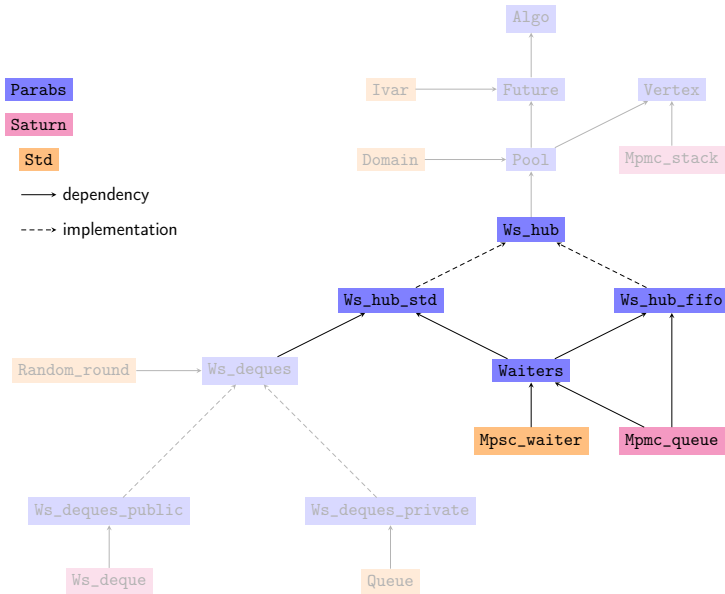 Algo
Parabs
Ivar
Future
Vertex
Saturn
Std
Domain
Pool
Mpmc_stack
dependency
implementation
Ws_hub
Ws_hub_std
Ws_hub_fifo
Random_round
Ws_deques
Waiters
Mpsc_waiter
Mpmc_queue
Ws_deques_public
Ws_deques_private
Ws_deque
Queue